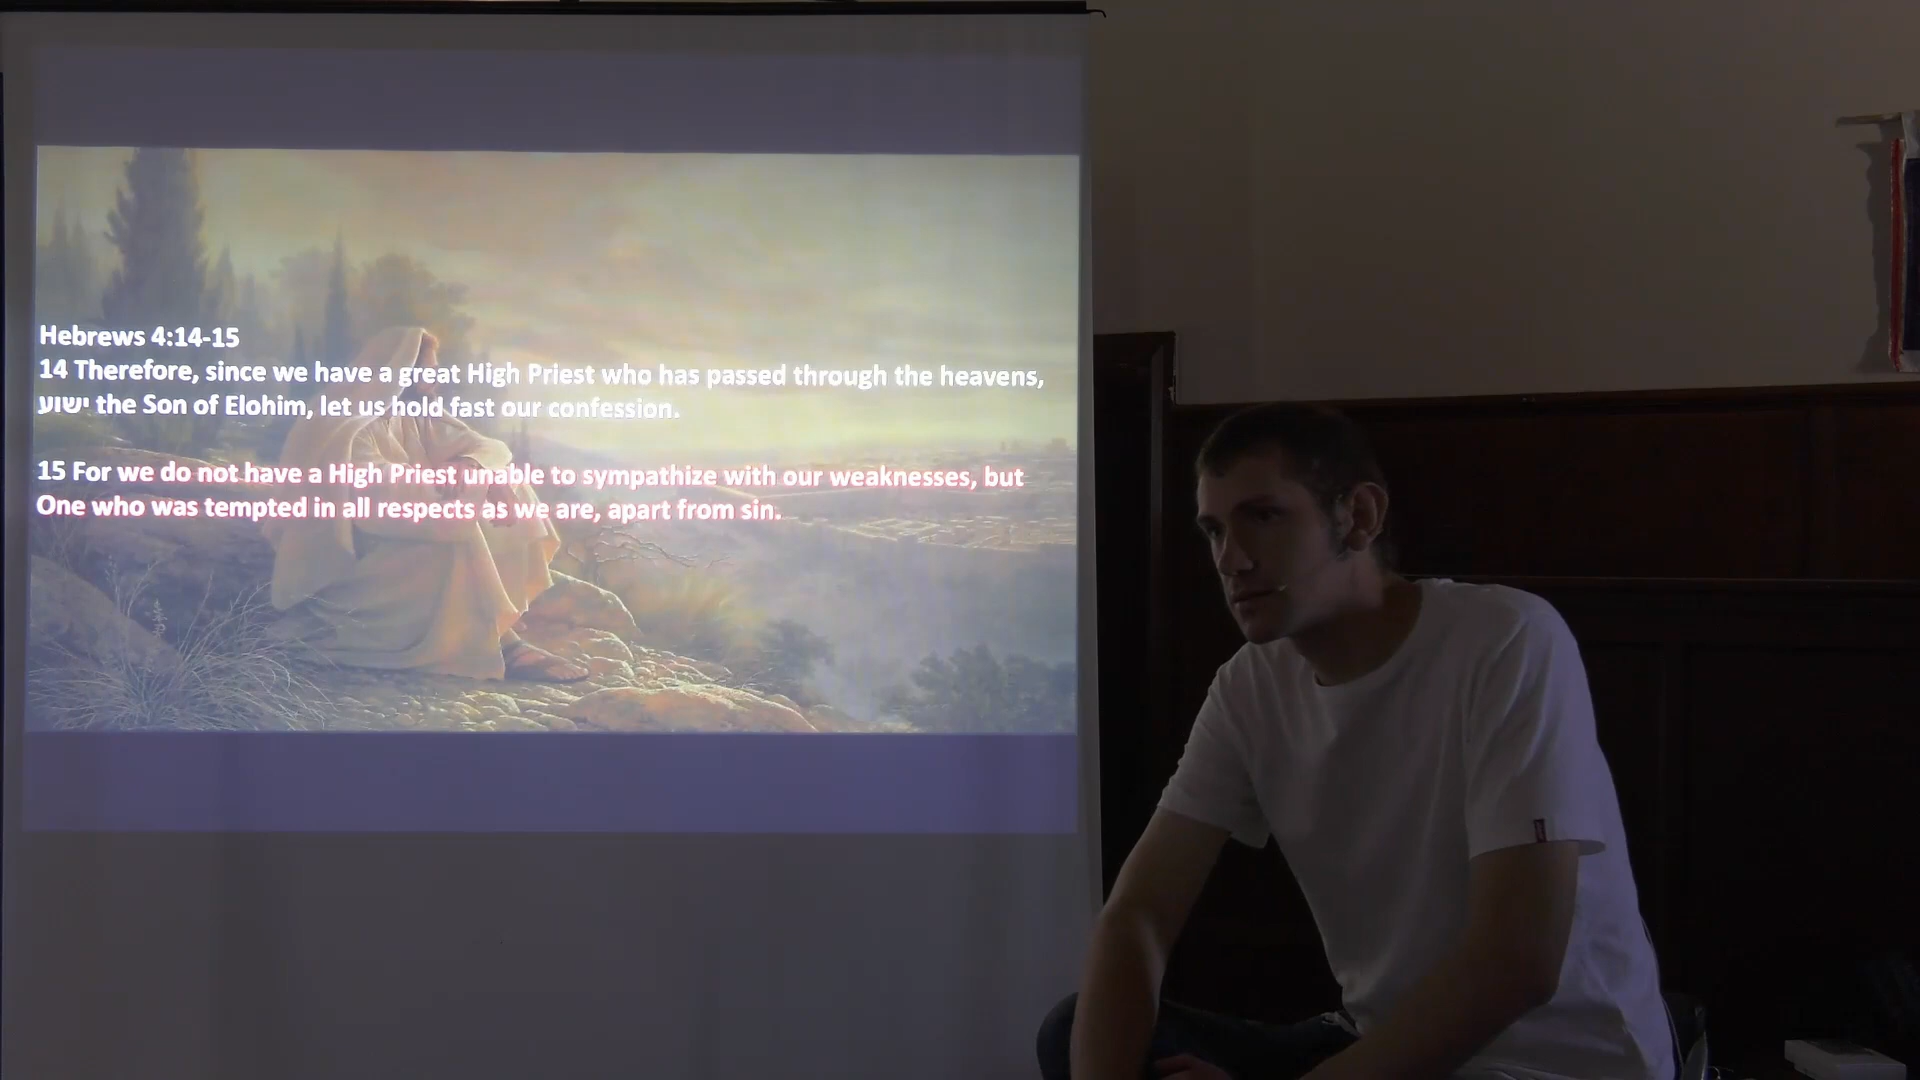 Hebrews 4:14-15
14 Therefore, since we have a great High Priest who has passed through the heavens,
ישוע the Son of Elohim, let us hold fast our confession.
15 For we do not have a High Priest unable to sympathize with our weaknesses, but
One who was tempted in all respects as we are, apart from sin.